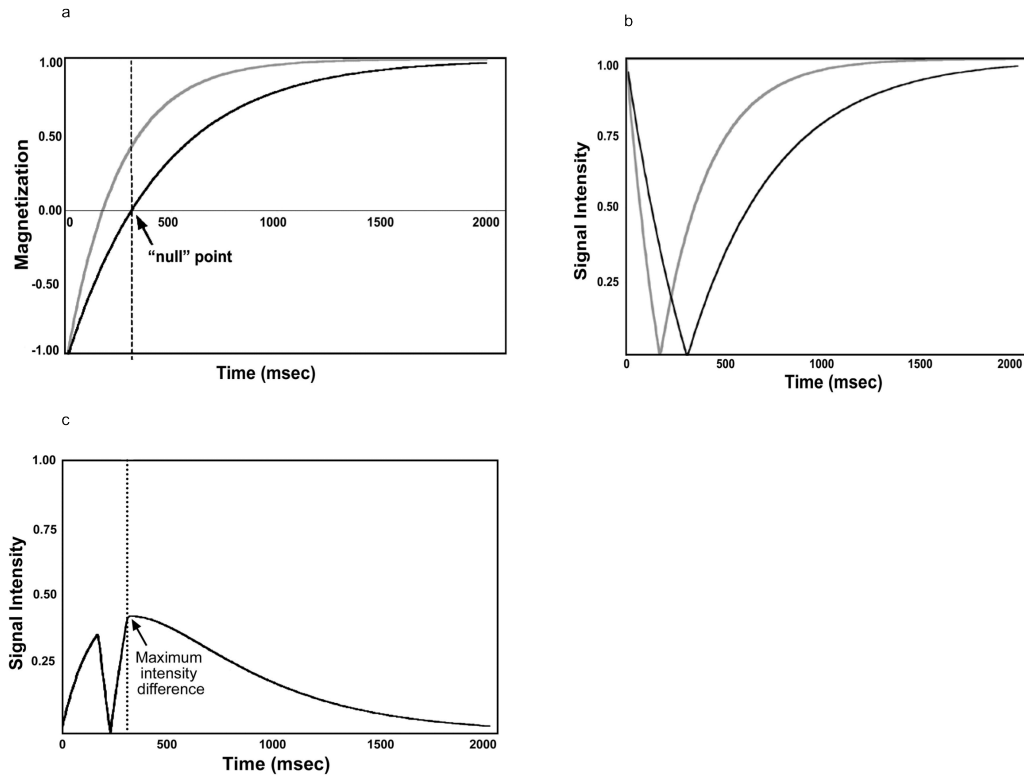 a
1.00
0.50
0.00
-0.50
-1.00
Magnetization
0 500 1000 1500 2000
“null” point
Time (msec)
b
1.00
0.75
0.50
0.25
Signal Intensity
0 500 1000 1500 2000
Time (msec)
c
1.00
0.75
0.50
0.25
Signal Intensity
Maximum
intensity
difference
0 500 1000 1500 2000
Time (msec)